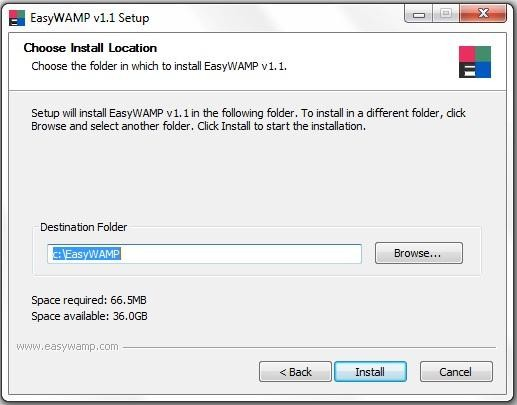 EasyWAMP v1.1 Setup
Choose Install Location
Choose the folder in which to install EasyWAMP v1.1.
Setup will install EasyWAMP v1.1 in the following folder. To install in a different folder, click
Browse and select another folder. Click Install to start the installation.
Destination Folder
c:\EasyWAMP
Browse...
Space required: 66.5MB
Space available: 36.0GB
www.easywamp.com
< Back
Install
Cancel